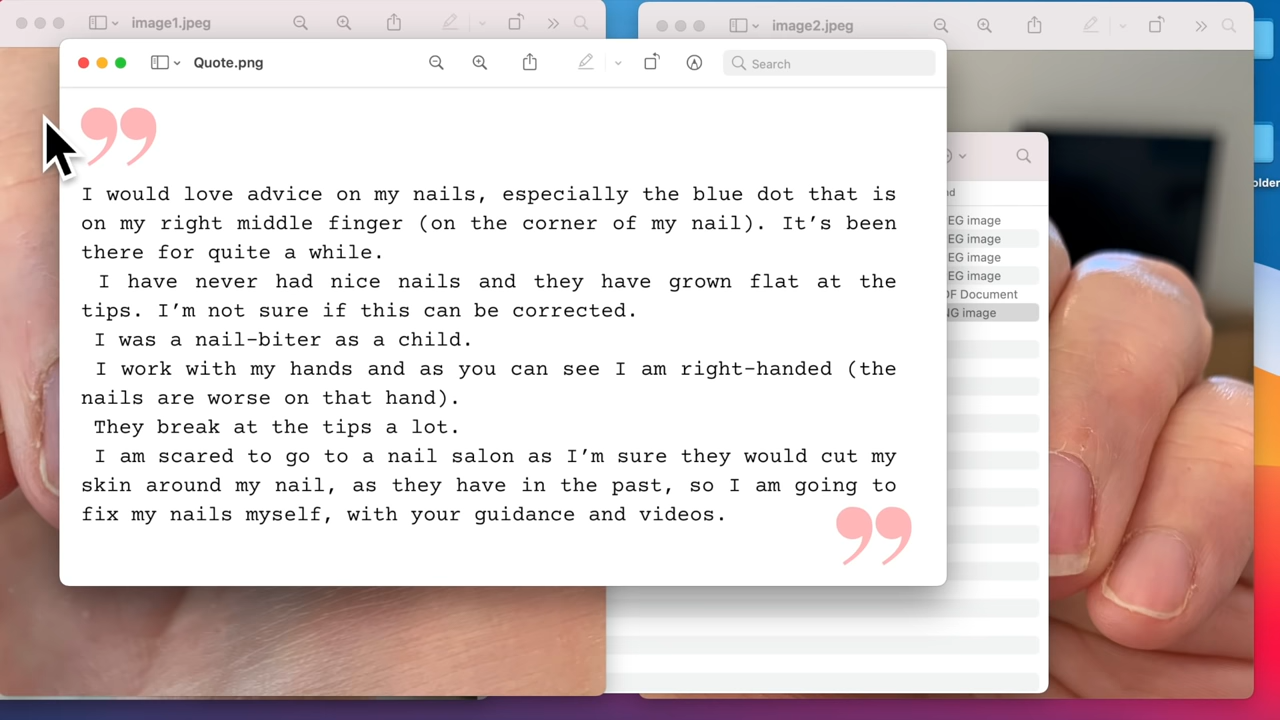 image1.jpeg
image2.jpeg
Quote.png
Search
I would love advice on my nails, especially the blue dot that is
on my right middle finger (on the corner of my nail). It’s been
there for quite a while.
I have never had nice nails and they have grown flat at the
tips. I’m not sure if this can be corrected.
I was a nail-biter as a child.
I work with my hands and as you can see I am right-handed (the
nails are worse on that hand).
They break at the tips a lot.
I am scared to go to a nail salon as I’m sure they would cut my
skin around my nail, as they have in the past, so I am going to
fix my nails myself, with your guidance and videos.
nd
EG image
EG image
EG image
EG image
DF Document
NG image
older